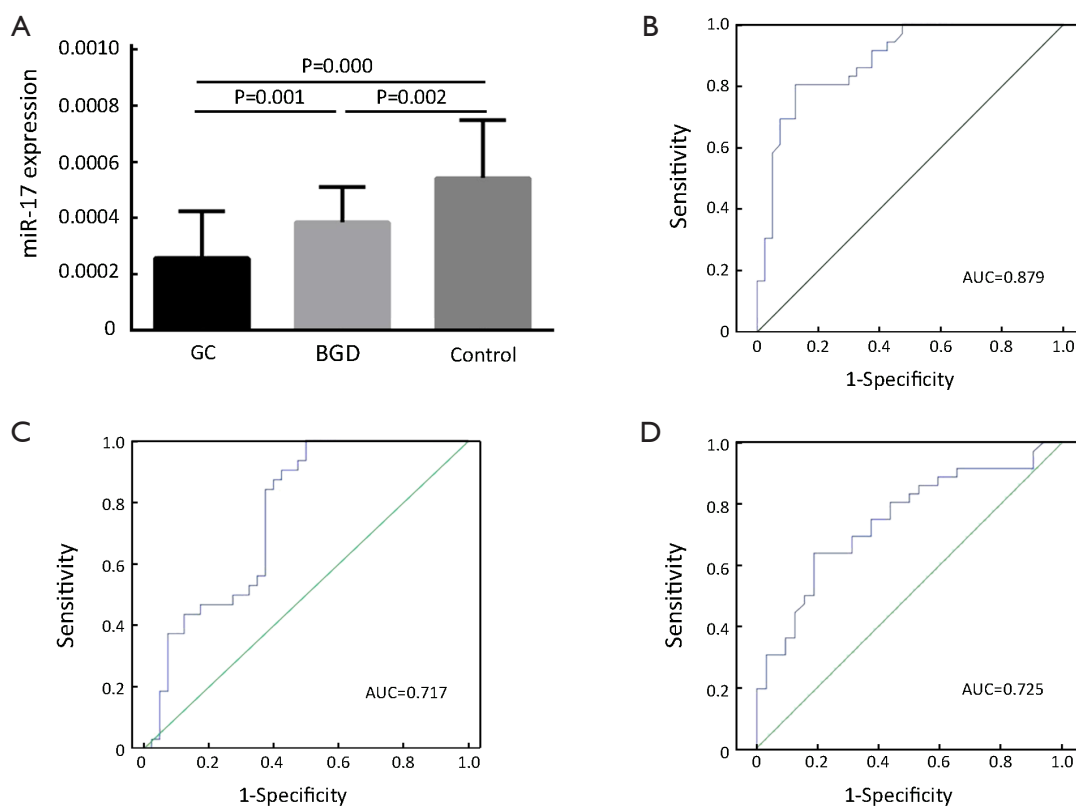 A
0.0010
0.0008
0.0006
0.0004
0.0002
0
miR-17 expression
P=0.000
P=0.001
P=0.002
GC
BGD
Control
B
1.0
0.8
0.6
0.4
0.2
0
Sensitivity
AUC=0.879
0
0.2
0.4
0.6
0.8
1.0
1-Specificity
C
1.0
0.8
0.6
0.4
0.2
0
Sensitivity
AUC=0.717
0
0.2
0.4
0.6
0.8
1.0
1-Specificity
D
1.0
0.8
0.6
0.4
0.2
0
Sensitivity
AUC=0.725
0
0.2
0.4
0.6
0.8
1.0
1-Specificity